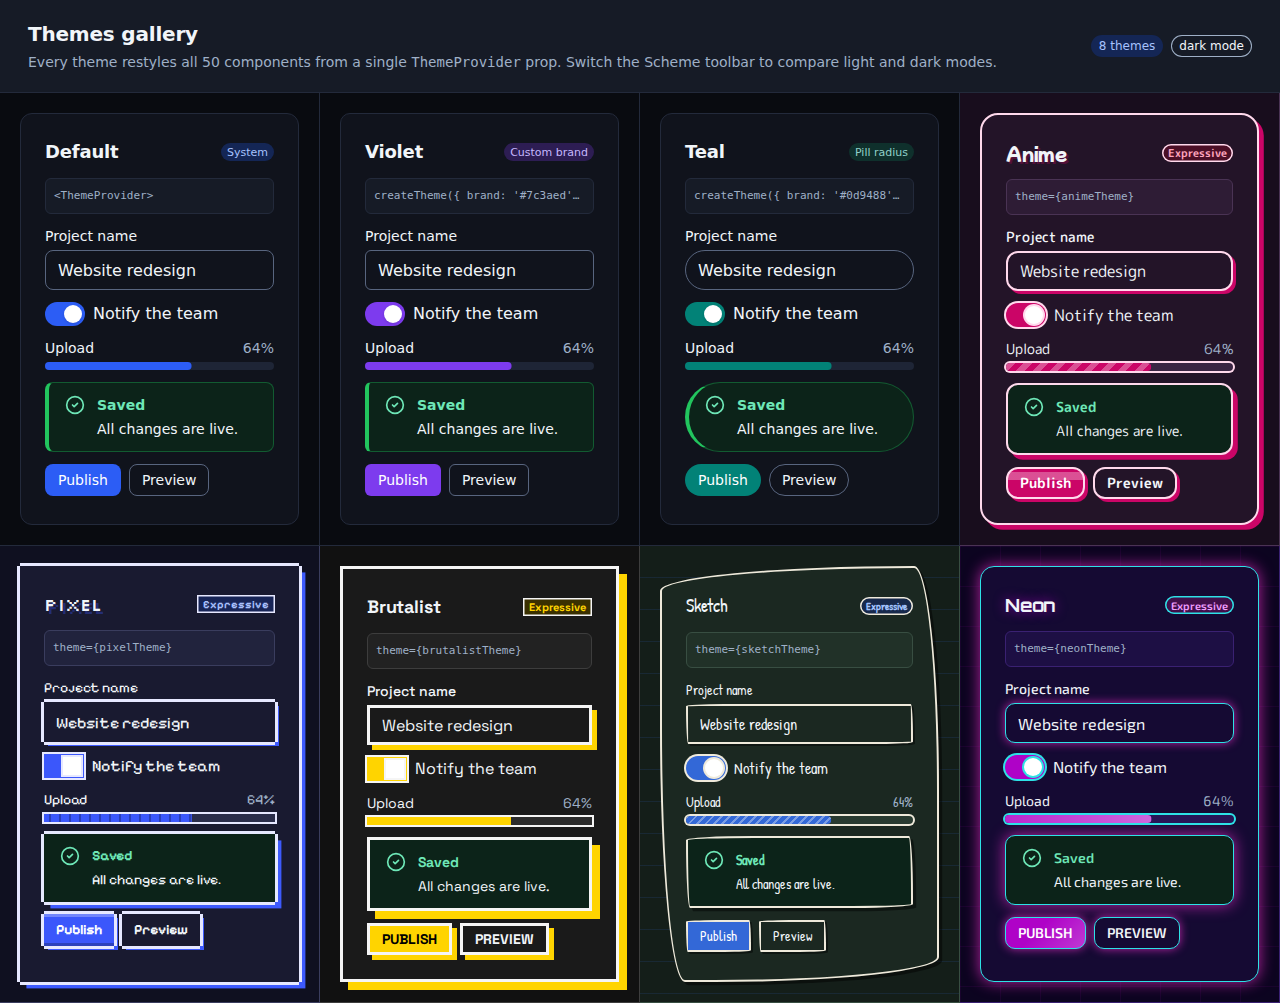 Themes gallery
Every theme restyles all 50 components from a single ThemeProvider prop. Switch the Scheme toolbar to compare light and dark modes.
8 themes
dark mode
Default
System
<ThemeProvider>
Project name
Website redesign
Notify the team
Upload
64%
Saved
All changes are live.
Publish
Preview
Violet
Custom brand
createTheme({ brand: '#7c3aed'…
Project name
Website redesign
Notify the team
Upload
64%
Saved
All changes are live.
Publish
Preview
Teal
Pill radius
createTheme({ brand: '#0d9488'…
Project name
Website redesign
Notify the team
Upload
64%
Saved
All changes are live.
Publish
Preview
Anime
Expressive
theme={animeTheme}
Project name
Website redesign
Notify the team
Upload
64%
Saved
All changes are live.
Publish
Preview
PIXEL
Expressive
theme={pixelTheme}
Project name
Website redesign
Notify the team
Upload
64%
Saved
All changes are live.
Publish
Preview
Brutalist
Expressive
theme={brutalistTheme}
Project name
Website redesign
Notify the team
Upload
64%
Saved
All changes are live.
PUBLISH
PREVIEW
Sketch
Expressive
theme={sketchTheme}
Project name
Website redesign
Notify the team
Upload
64%
Saved
All changes are live.
Publish
Preview
Neon
Expressive
theme={neonTheme}
Project name
Website redesign
Notify the team
Upload
64%
Saved
All changes are live.
PUBLISH
PREVIEW